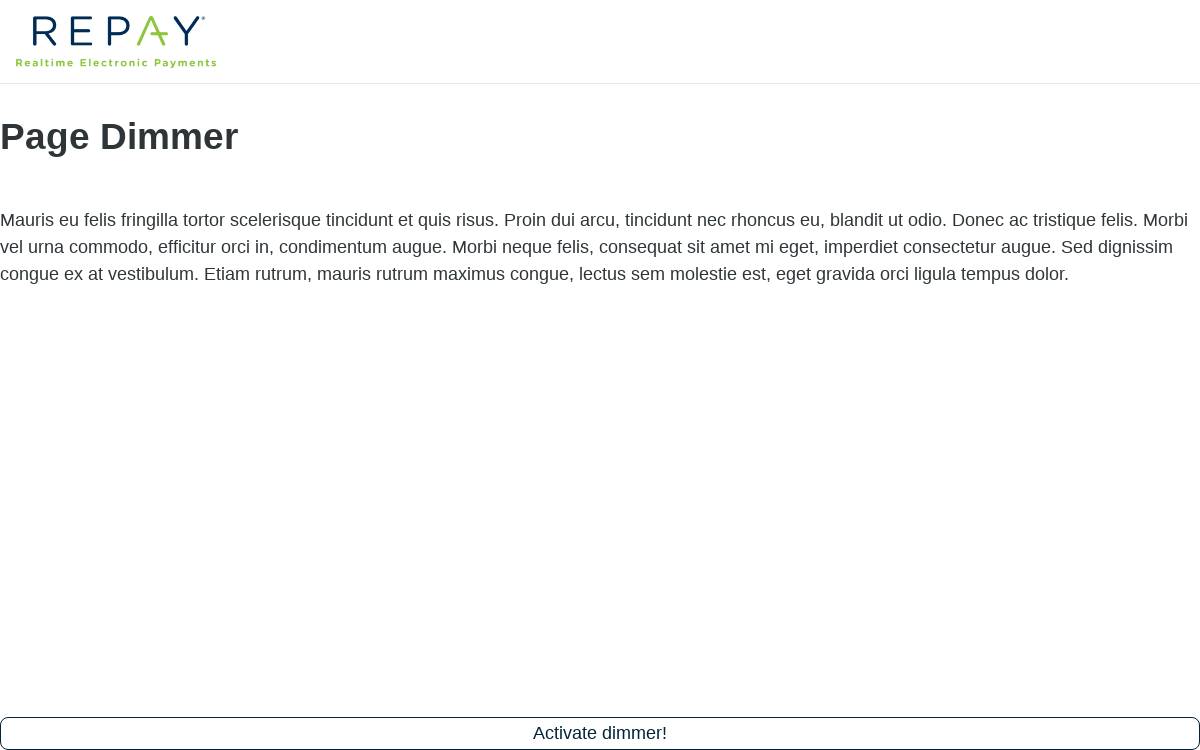 REPAY®
Realtime Electronic Payments
Page Dimmer
Mauris eu felis fringilla tortor scelerisque tincidunt et quis risus. Proin dui arcu, tincidunt nec rhoncus eu, blandit ut odio. Donec ac tristique felis. Morbi
vel urna commodo, efficitur orci in, condimentum augue. Morbi neque felis, consequat sit amet mi eget, imperdiet consectetur augue. Sed dignissim
congue ex at vestibulum. Etiam rutrum, mauris rutrum maximus congue, lectus sem molestie est, eget gravida orci ligula tempus dolor.
Activate dimmer!